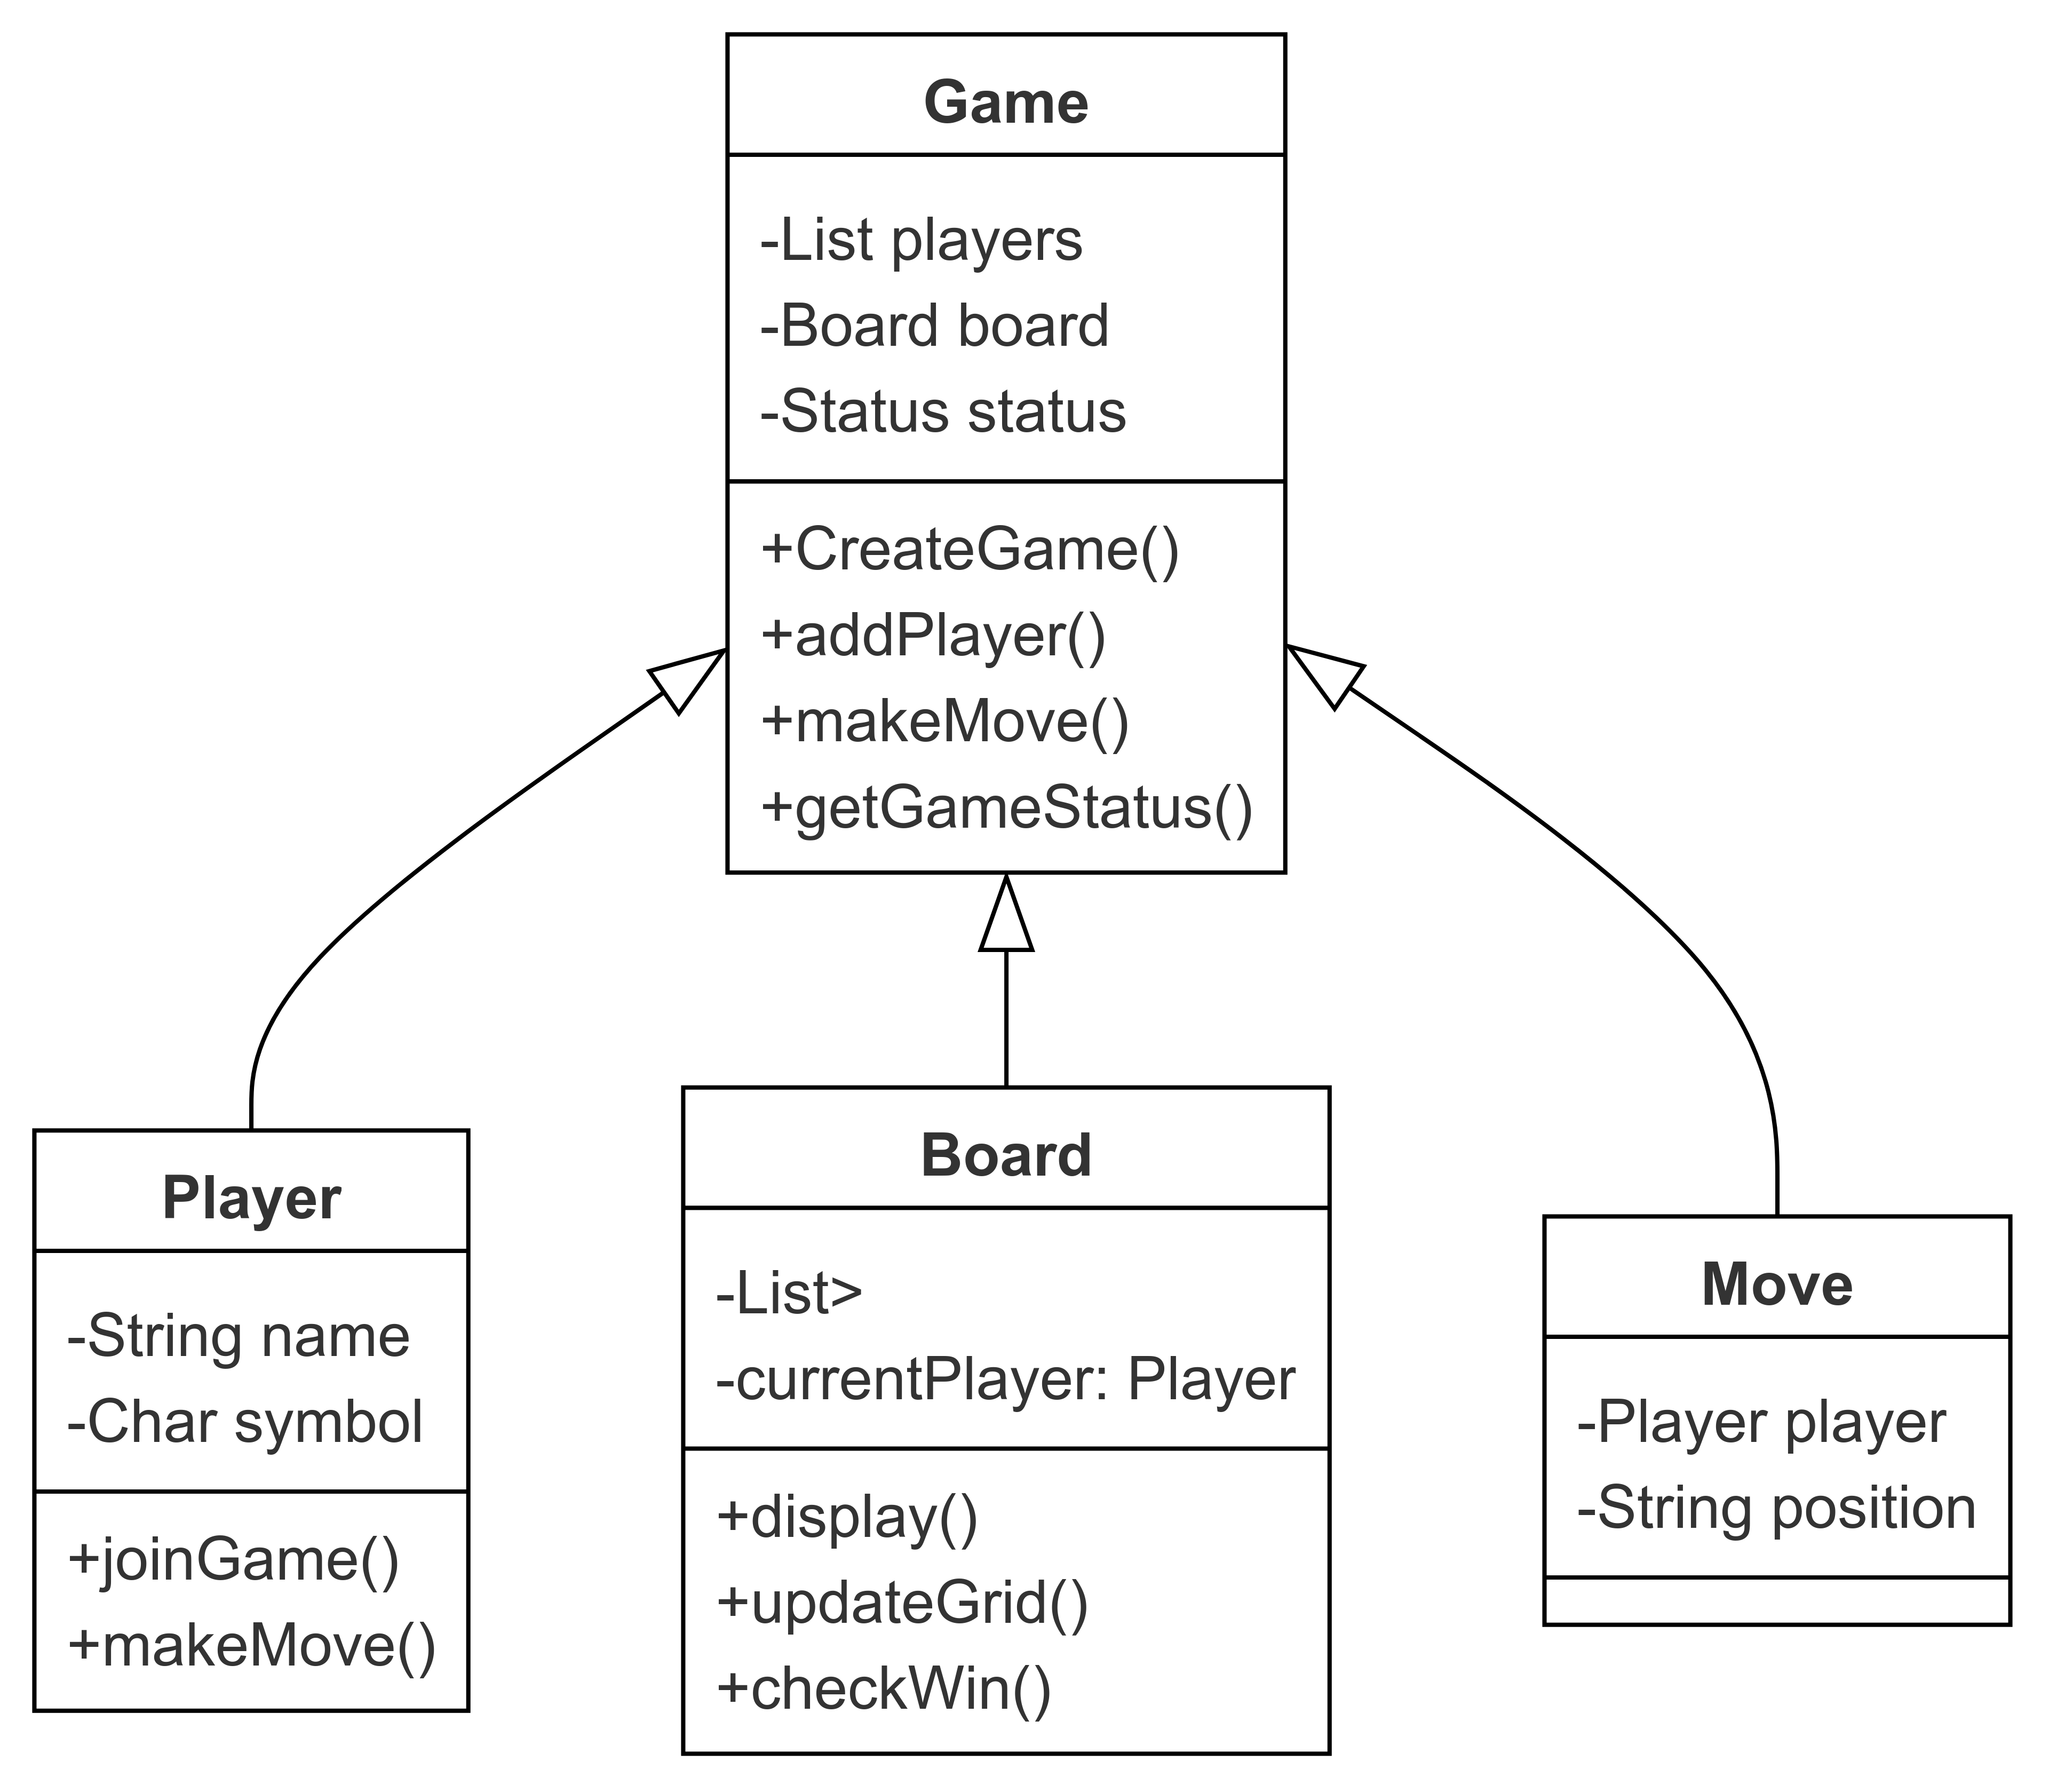 Game
-List players
-Board board
-Status status
+CreateGame()
+addPlayer()
+makeMove()
+getGameStatus()
Player
-String name
-Char symbol
+joinGame()
+makeMove()
Board
-List>
-currentPlayer: Player
+display()
+updateGrid()
+checkWin()
Move
-Player player
-String position